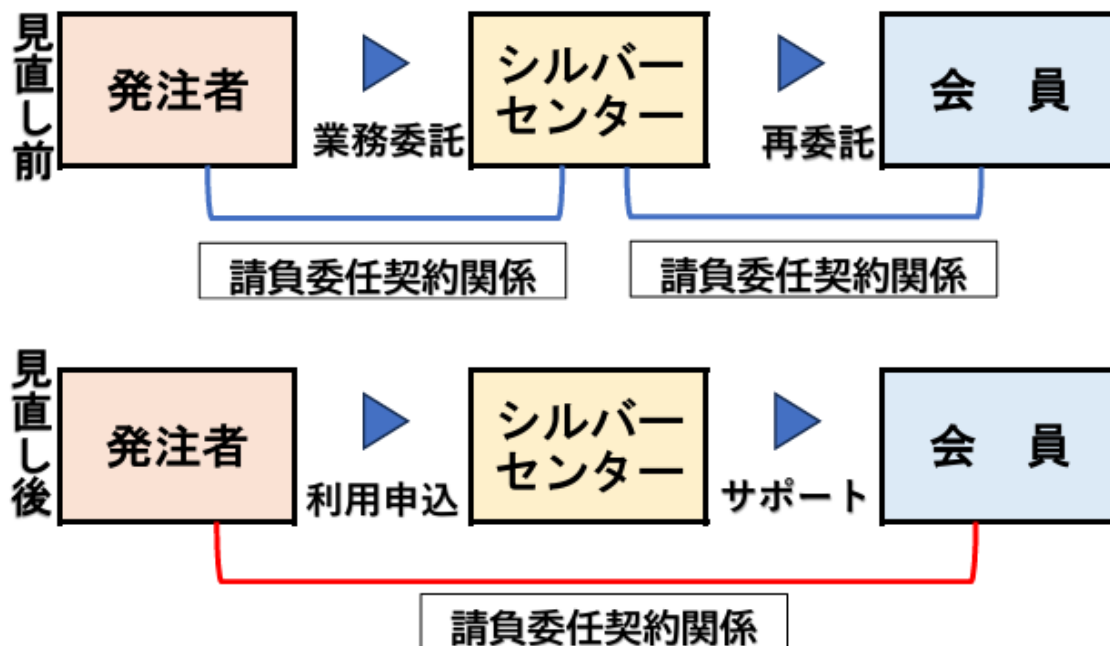 見直し前
発注者
業務委託
シルバー
センター
再委託
会 員
請負委任契約関係
請負委任契約関係
見直し後
発注者
利用申込
シルバー
センター
サポート
会 員
請負委任契約関係